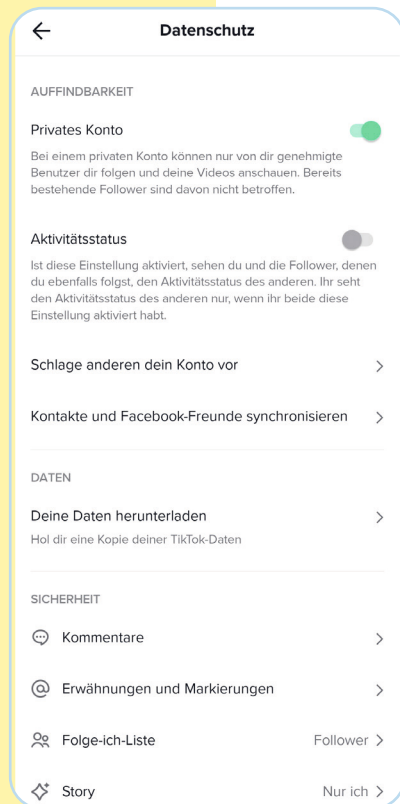 Datenschutz
AUFFINDBARKEIT
Privates Konto
Bei einem privaten Konto können nur von dir genehmigte
Benutzer dir folgen und deine Videos anschauen. Bereits
bestehende Follower sind davon nicht betroffen.
Aktivitätsstatus
Ist diese Einstellung aktiviert, sehen du und die Follower, denen
du ebenfalls folgst, den Aktivitätsstatus des anderen. Ihr seht
den Aktivitätsstatus des anderen nur, wenn ihr beide diese
Einstellung aktiviert habt.
Schlage anderen dein Konto vor
Kontakte und Facebook-Freunde synchronisieren
DATEN
Deine Daten herunterladen
Hol dir eine Kopie deiner TikTok-Daten
SICHERHEIT
Kommentare
Erwähnungen und Markierungen
Folge-ich-Liste Follower
Story Nur ich